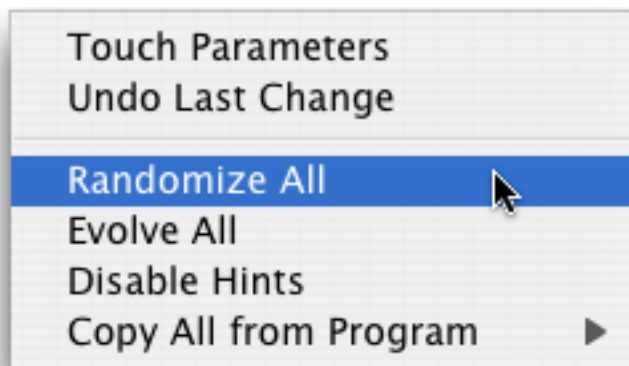 Touch Parameters
Undo Last Change
Randomize All
Evolve All
Disable Hints
Copy All from Program